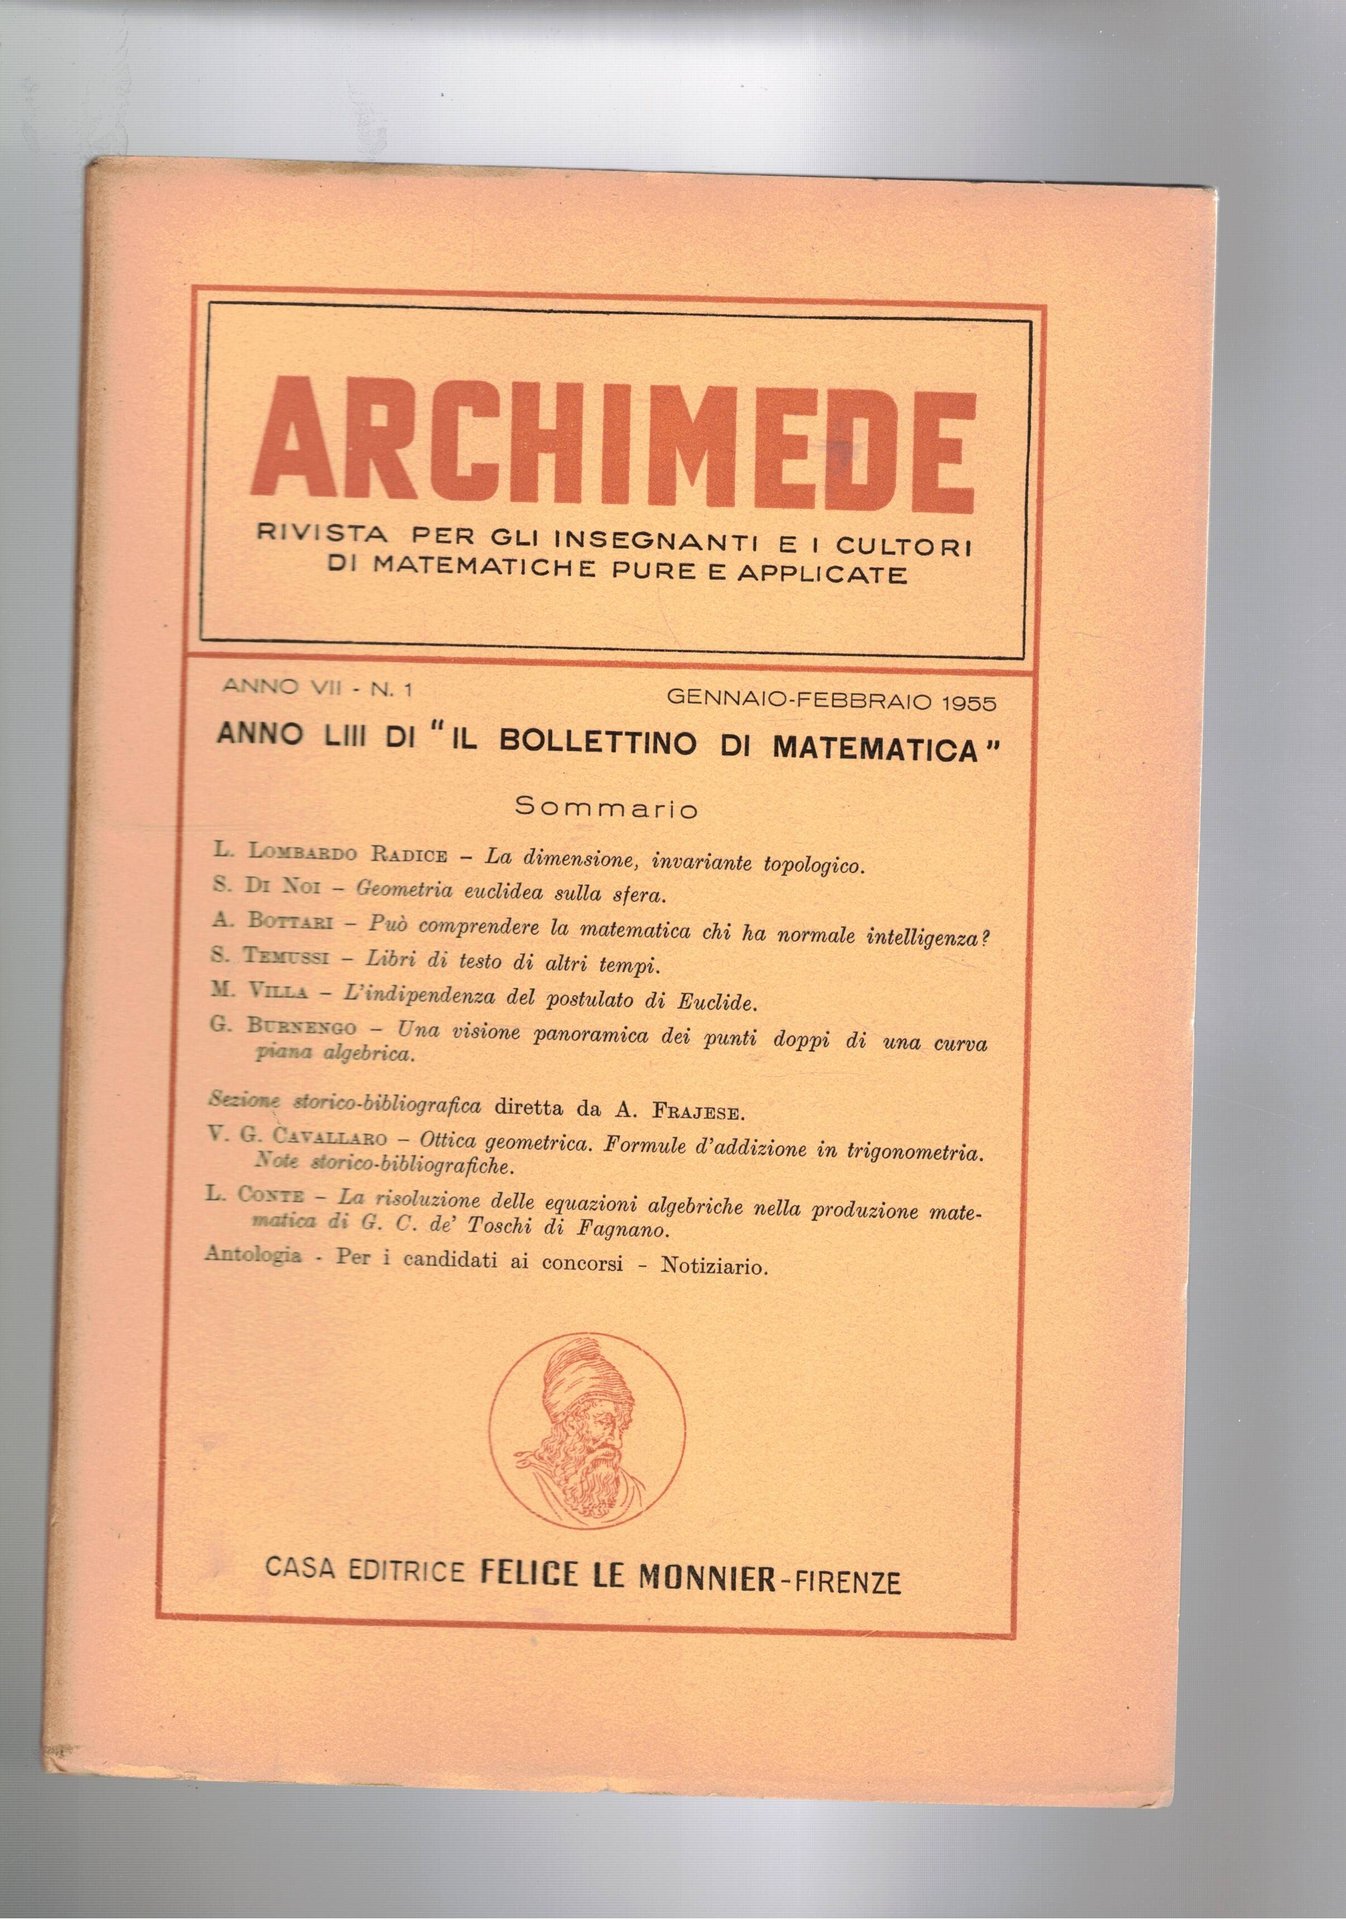 ARCHIMEDE
RIVISTA PER GLI INSEGNANTI E I CULTORI
DI MATEMATICHE PURE E APPLICATE
ANNO VII - N. 1
GENNAIO-FEBBRAIO 1955
ANNO LIII DI "IL BOLLETTINO DI MATEMATICA"
Sommario
L. LOMBARDO RADICE – La dimensione, invariante topologico.
S. DI NOI – Geometria euclidea sulla sfera.
A. BOTTARI – Può comprendere la matematica chi ha normale intelligenza?
S. TEMUSSI – Libri di testo di altri tempi.
M. VILLA – L'indipendenza del postulato di Euclide.
G. BURNENGO – Una visione panoramica dei punti doppi di una curva
piana algebrica.
Sezione storico-bibliografica diretta da A. FRAJESE.
V. G. CAVALLARO – Ottica geometrica. Formule d'addizione in trigonometria.
Note storico-bibliografiche.
L. CONTE – La risoluzione delle equazioni algebriche nella produzione mate-
matica di G. C. de' Toschi di Fagnano.
Antologia - Per i candidati ai concorsi – Notiziario.
CASA EDITRICE FELICE LE MONNIER-FIRENZE